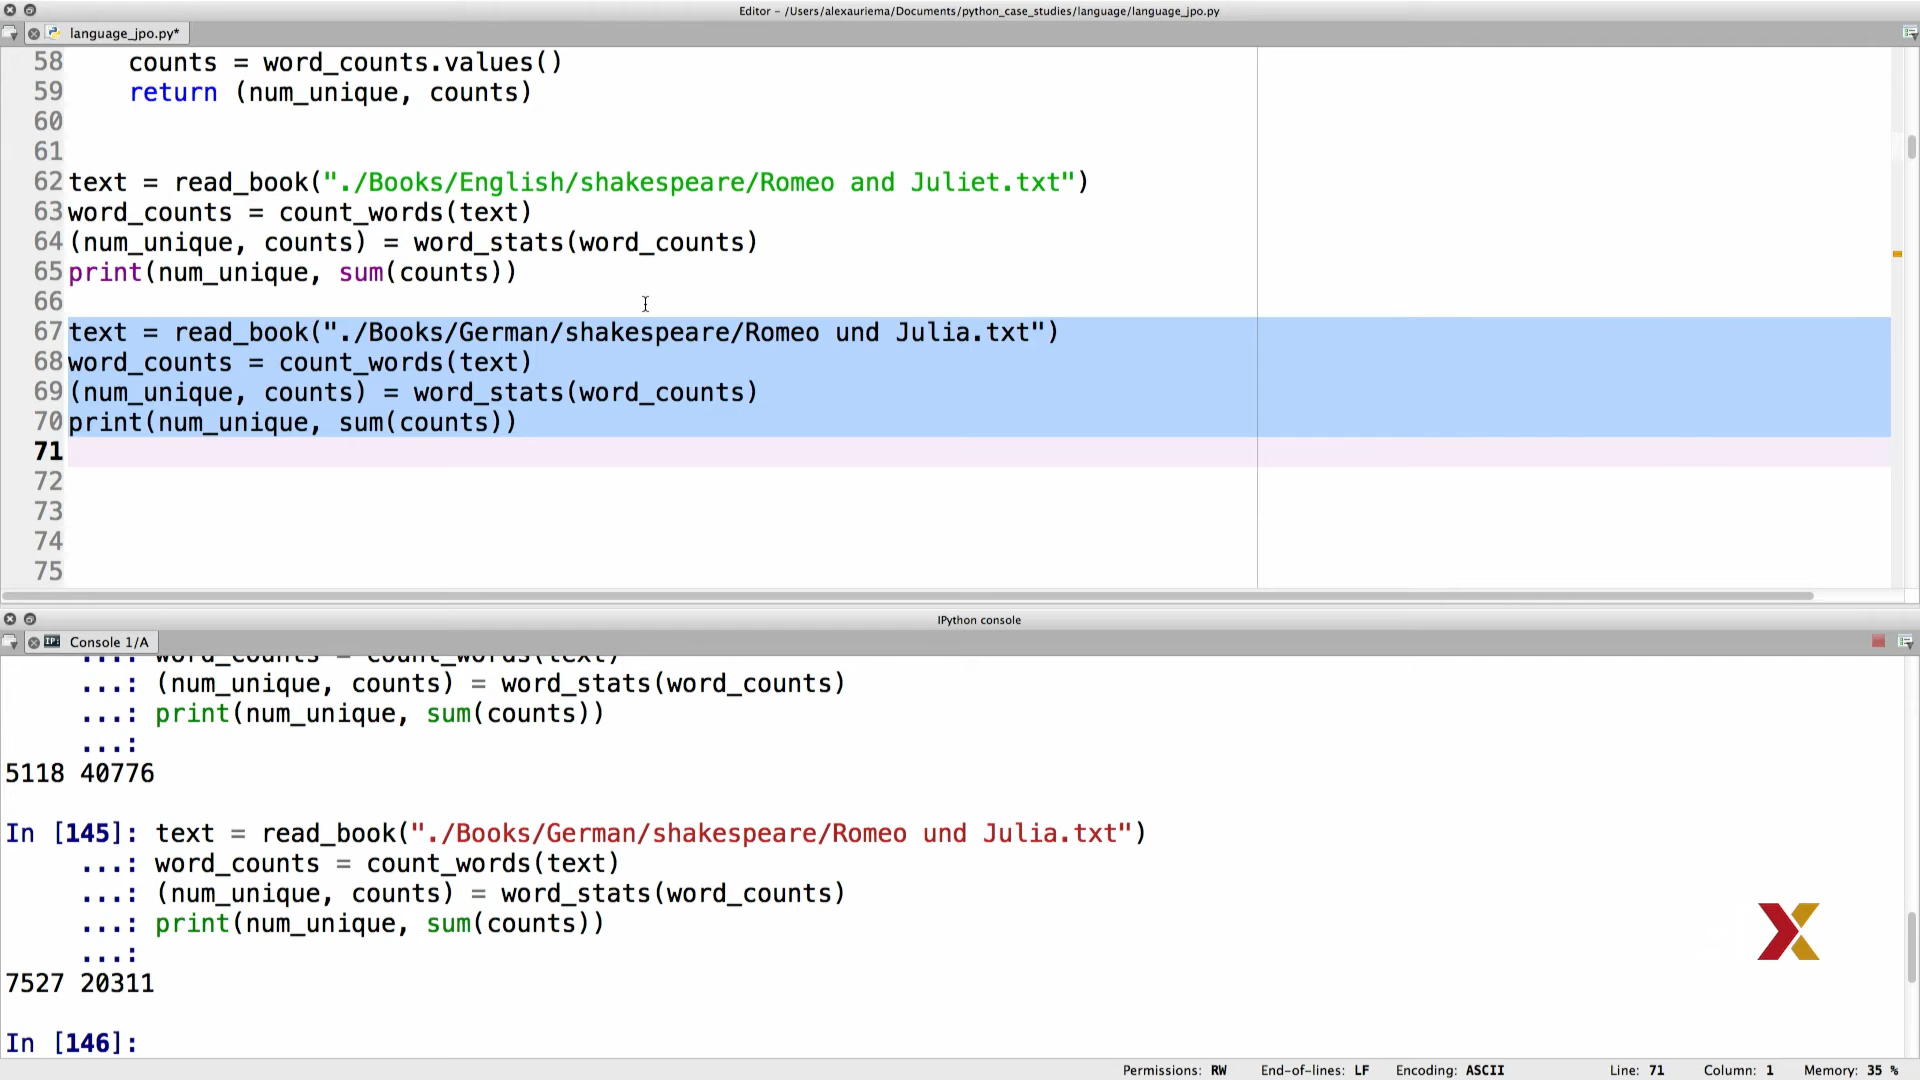 Editor – /Users/alexauriema/Documents/python_case_studies/language/language_jpo.py
language_jpo.py*
58     counts = word_counts.values()
59     return (num_unique, counts)
60
61
62 text = read_book("./Books/English/shakespeare/Romeo and Juliet.txt")
63 word_counts = count_words(text)
64 (num_unique, counts) = word_stats(word_counts)
65 print(num_unique, sum(counts))
66
67 text = read_book("./Books/German/shakespeare/Romeo und Julia.txt")
68 word_counts = count_words(text)
69 (num_unique, counts) = word_stats(word_counts)
70 print(num_unique, sum(counts))
71
72
73
74
75
IPython console
IP: Console 1/A
...: word_counts = count_words(text)
...: (num_unique, counts) = word_stats(word_counts)
...: print(num_unique, sum(counts))
...:
5118 40776
In [145]: text = read_book("./Books/German/shakespeare/Romeo und Julia.txt")
...: word_counts = count_words(text)
...: (num_unique, counts) = word_stats(word_counts)
...: print(num_unique, sum(counts))
...:
7527 20311
In [146]:
Permissions: RW End-of-lines: LF Encoding: ASCII Line: 71 Column: 1 Memory: 35 %